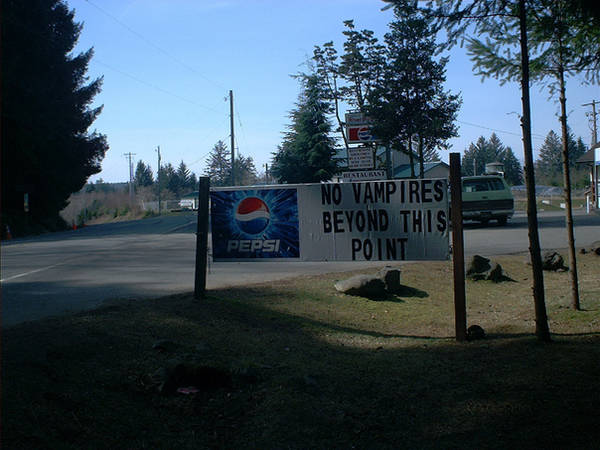 RESTAURANT
PEPSI
NO VAMPIRES
BEYOND THIS
POINT